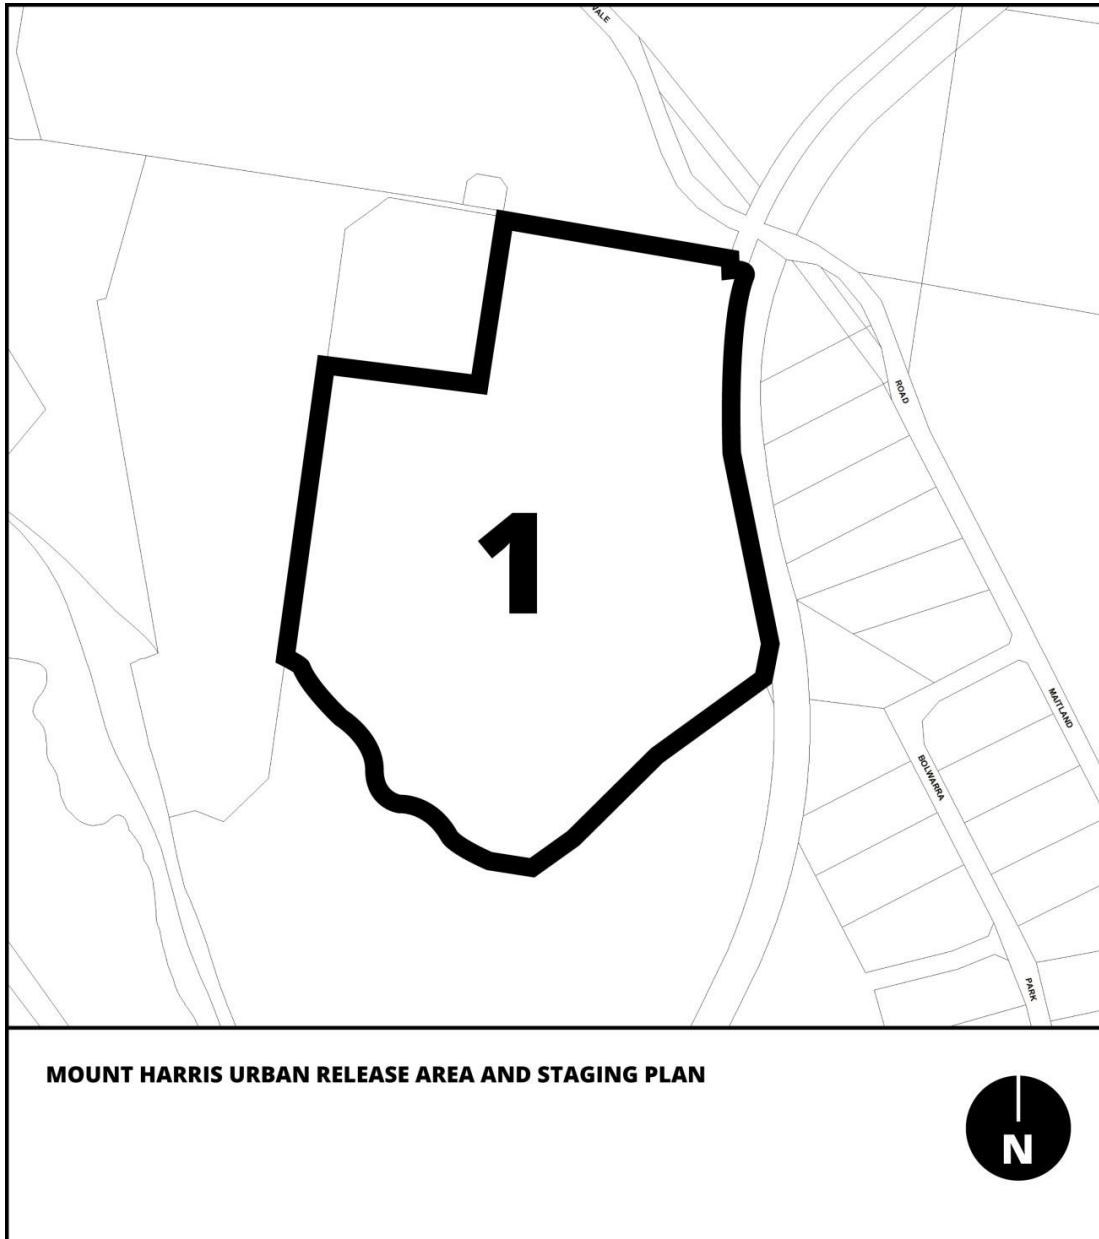 VALE
ROAD
1
MAITLAND
BOLWARRA
PARK
MOUNT HARRIS URBAN RELEASE AREA AND STAGING PLAN
N